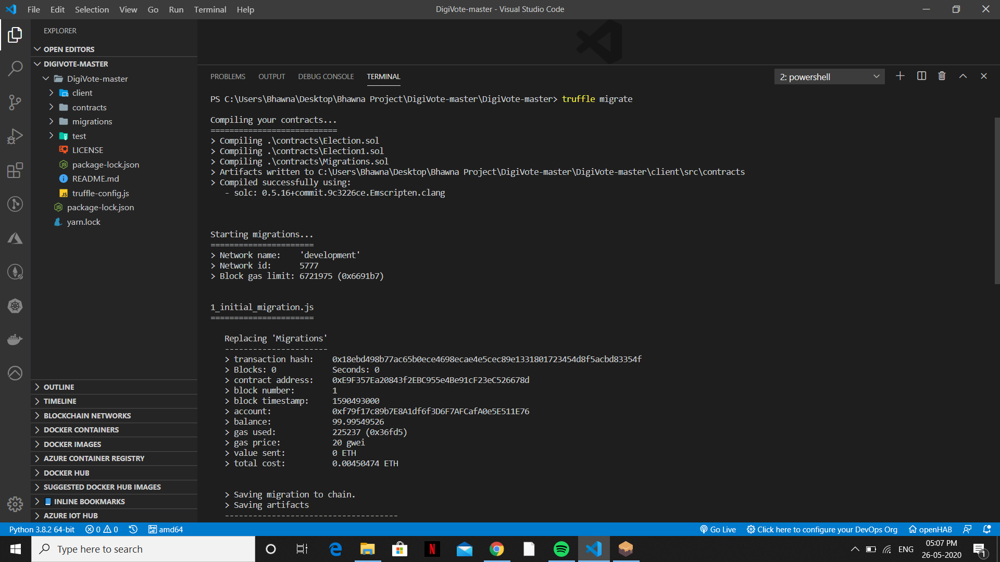 File Edit Selection View Go Run Terminal Help
DigiVote-master - Visual Studio Code
EXPLORER
OPEN EDITORS
DIGIVOTE-MASTER
DigiVote-master
client
contracts
migrations
test
LICENSE
package-lock.json
README.md
truffle-config.js
package-lock.json
yarn.lock
OUTLINE
TIMELINE
BLOCKCHAIN NETWORKS
DOCKER CONTAINERS
DOCKER IMAGES
AZURE CONTAINER REGISTRY
DOCKER HUB
SUGGESTED DOCKER HUB IMAGES
INLINE BOOKMARKS
AZURE IOT HUB
PROBLEMS OUTPUT DEBUG CONSOLE TERMINAL
2: powershell
PS C:\Users\Bhawna\Desktop\Bhawna Project\DigiVote-master\DigiVote-master> truffle migrate
Compiling your contracts...
===========================
> Compiling .\contracts\Election.sol
> Compiling .\contracts\Election1.sol
> Compiling .\contracts\Migrations.sol
> Artifacts written to C:\Users\Bhawna\Desktop\Bhawna Project\DigiVote-master\DigiVote-master\client\src\contracts
> Compiled successfully using:
- solc: 0.5.16+commit.9c3226ce.Emscripten.clang
Starting migrations...
======================
> Network name: 'development'
> Network id: 5777
> Block gas limit: 6721975 (0x6691b7)
1_initial_migration.js
======================
Replacing 'Migrations'
----------------------
> transaction hash: 0x18ebd498b77ac65b0ece4698ecae4e5cec89e1331801723454d8f5acbd83354f
> Blocks: 0 Seconds: 0
> contract address: 0xE9F357Ea20843f2EBC955e4Be91cF23eC526678d
> block number: 1
> block timestamp: 1590493000
> account: 0xf79f17c89b7E8A1df6f3D6F7AFCafA0e5E511E76
> balance: 99.99549526
> gas used: 225237 (0x36fd5)
> gas price: 20 gwei
> value sent: 0 ETH
> total cost: 0.00450474 ETH
> Saving migration to chain.
> Saving artifacts
-------------------------------------
Python 3.8.2 64-bit 0 0 amd64 Go Live Click here to configure your DevOps Org openHAB
Type here to search
ENG
05:07 PM
26-05-2020
1